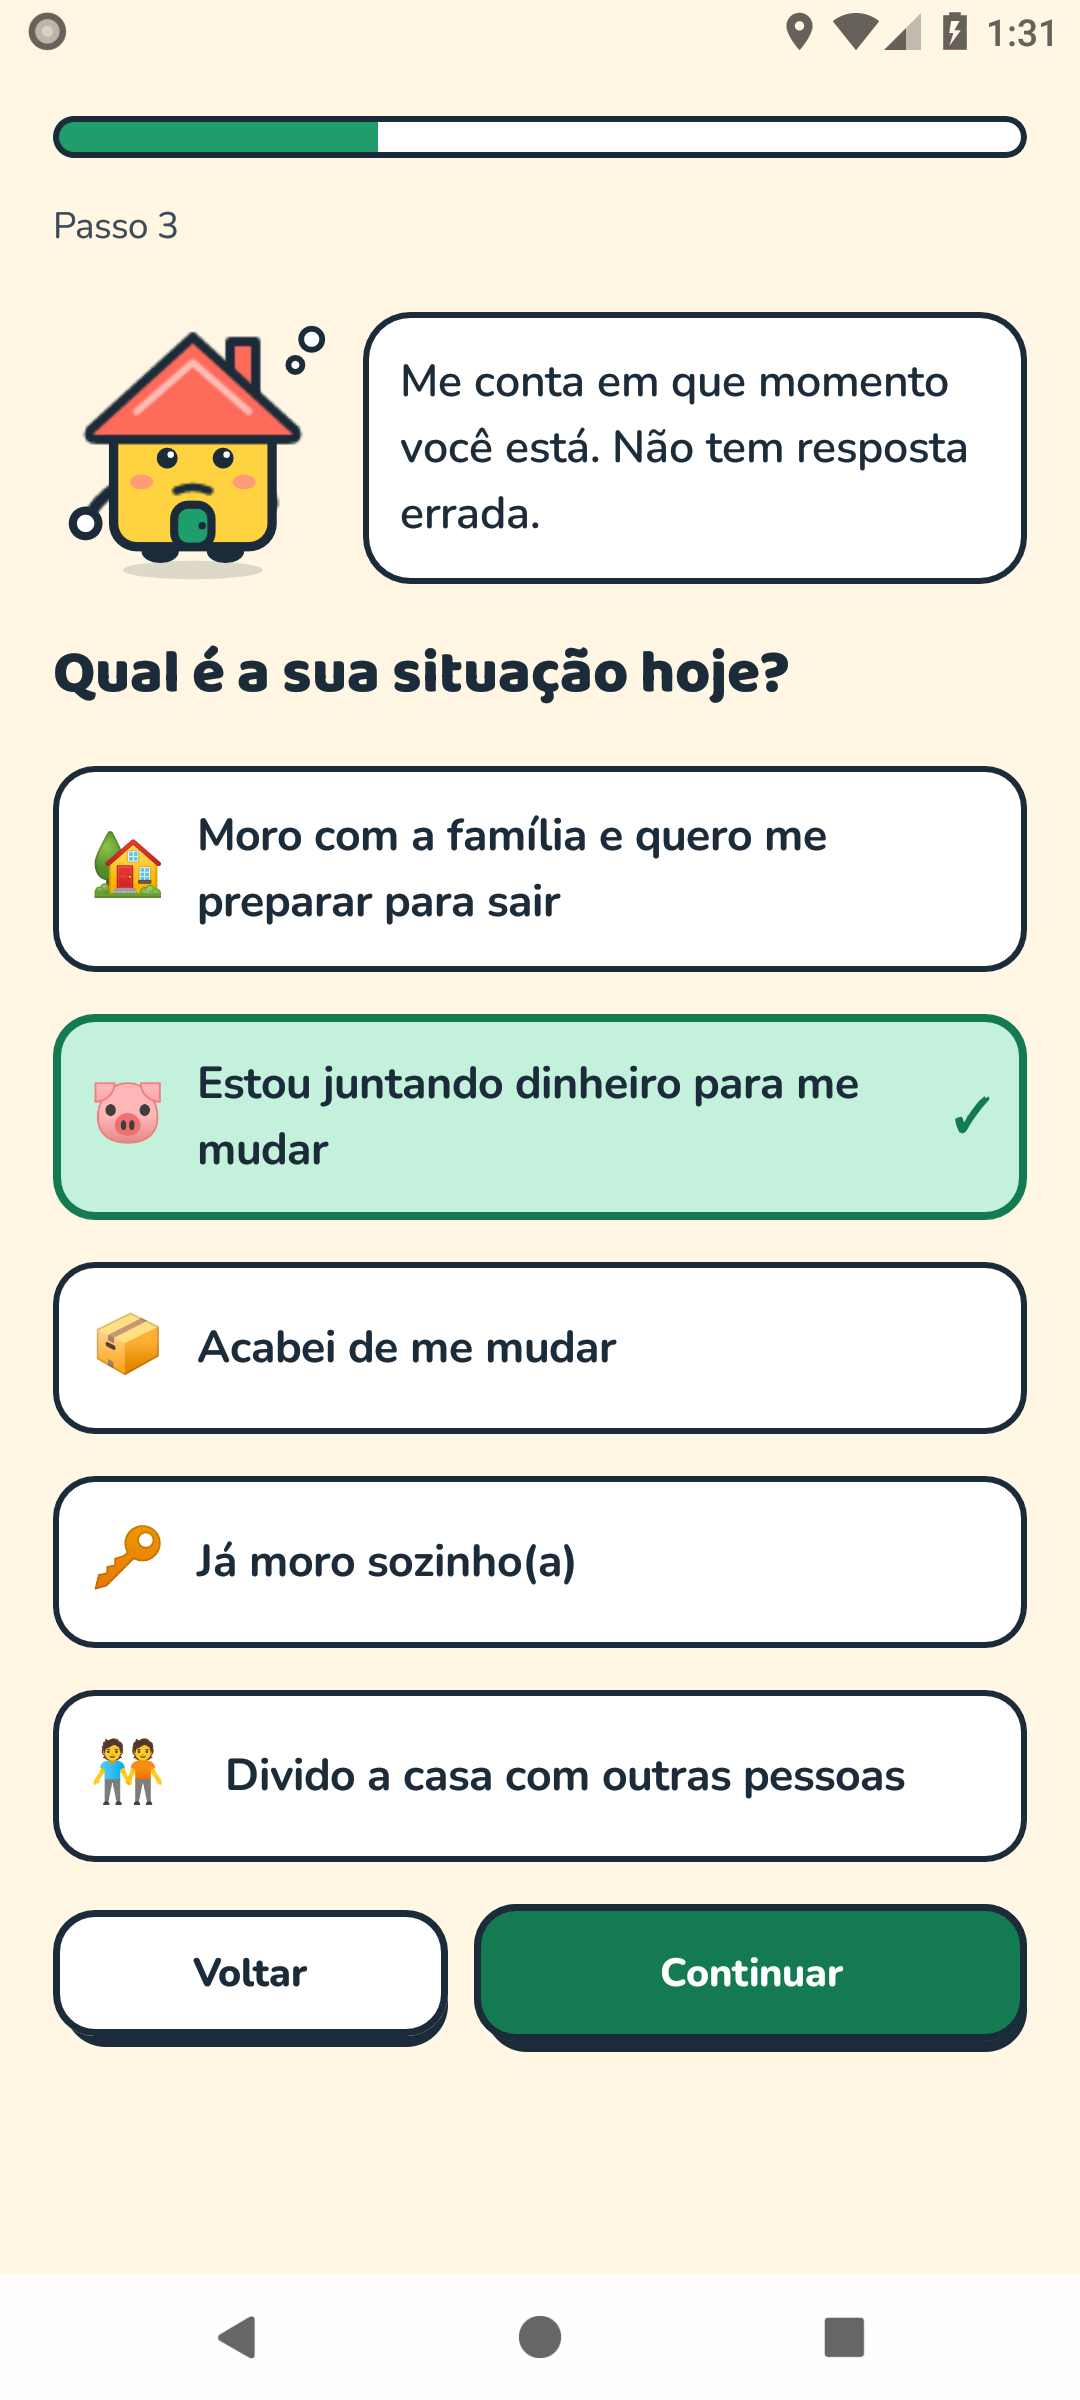 1:31
Passo 3
Me conta em que momento
você está. Não tem resposta
errada.
Qual é a sua situação hoje?
Moro com a família e quero me
preparar para sair
Estou juntando dinheiro para me
mudar
Acabei de me mudar
Já moro sozinho(a)
Divido a casa com outras pessoas
Voltar
Continuar